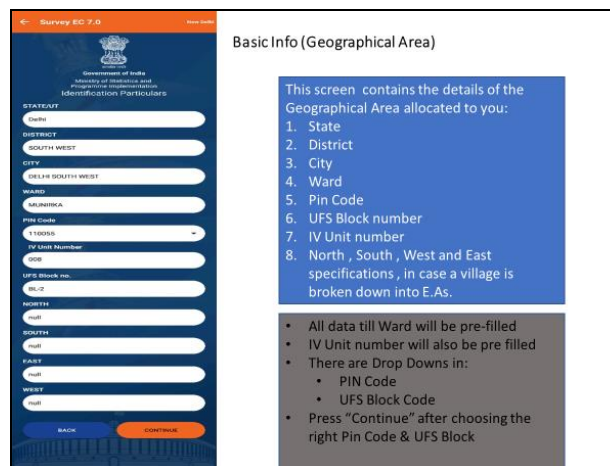 Survey EC 7.0
New Delhi
Government of India
Ministry of Statistics and
Programme Implementation
Identification Particulars
STATE/UT
Delhi
DISTRICT
SOUTH WEST
CITY
DELHI SOUTH WEST
WARD
MUNIRKA
PIN Code
110055
IV Unit Number
008
UFS Block no.
BL-2
NORTH
null
SOUTH
null
EAST
null
WEST
null
BACK
CONTINUE
Basic Info (Geographical Area)
This screen contains the details of the
Geographical Area allocated to you:
1. State
2. District
3. City
4. Ward
5. Pin Code
6. UFS Block number
7. IV Unit number
8. North , South , West and East
specifications , in case a village is
broken down into E.As.
• All data till Ward will be pre-filled
• IV Unit number will also be pre filled
• There are Drop Downs in:
• PIN Code
• UFS Block Code
• Press “Continue” after choosing the
right Pin Code & UFS Block